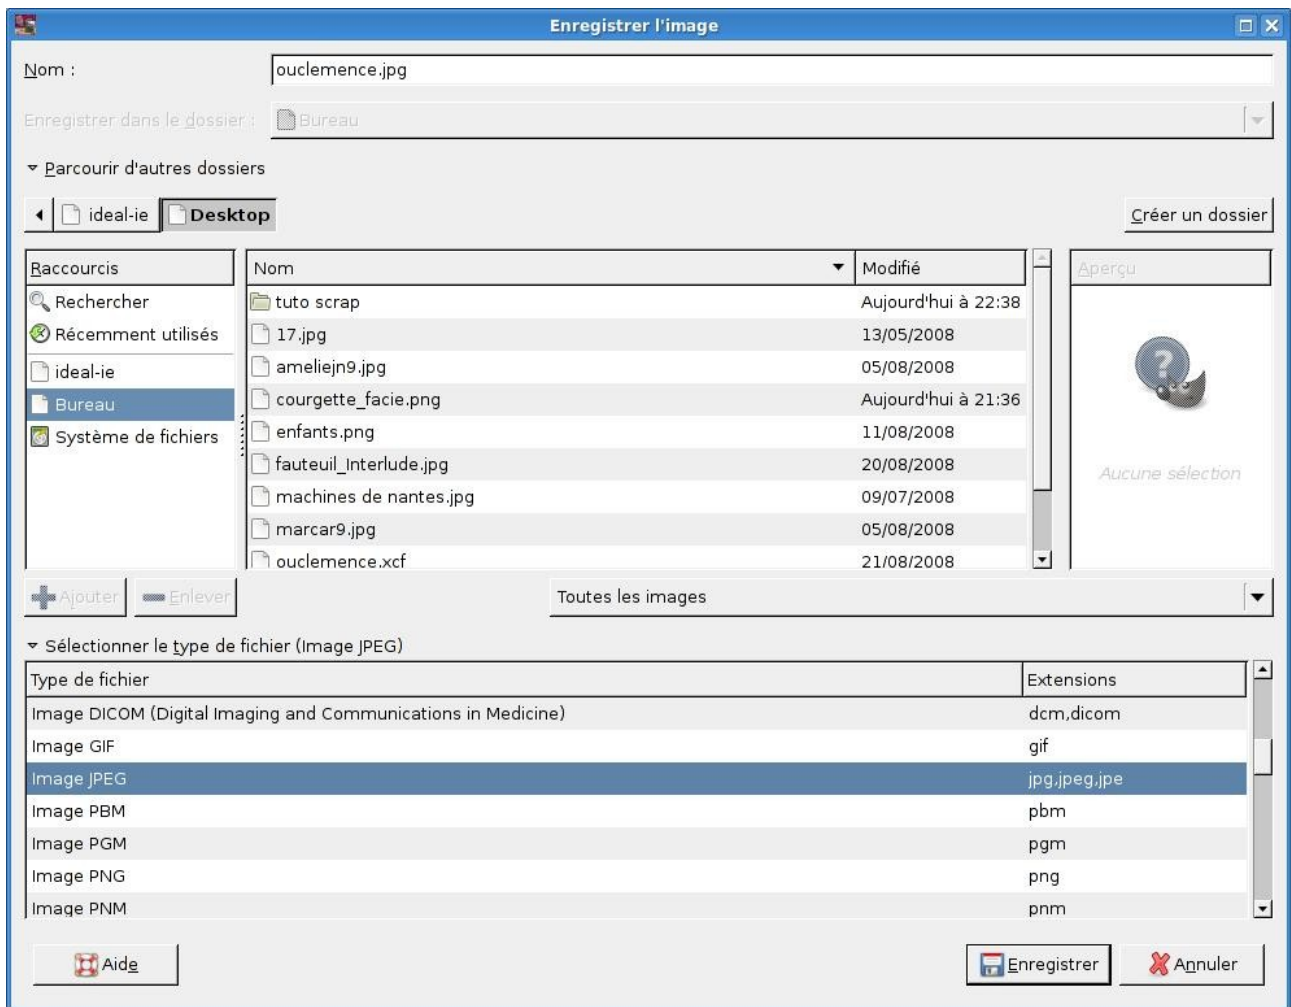 Enregistrer l'image
Nom : ouclemence.jpg
Enregistrer dans le dossier : Bureau
Parcourir d'autres dossiers
ideal-ie Desktop Créer un dossier
Raccourcis Nom Modifié Aperçu
Rechercher tuto scrap Aujourd'hui à 22:38
Récemment utilisés 17.jpg 13/05/2008
ideal-ie ameliejn9.jpg 05/08/2008
Bureau courgette_facie.png Aujourd'hui à 21:36
Système de fichiers enfants.png 11/08/2008
fauteuil_Interlude.jpg 20/08/2008
Aucune sélection
machines de nantes.jpg 09/07/2008
marcar9.jpg 05/08/2008
ouclemence.xcf 21/08/2008
Ajouter Enlever Toutes les images
Sélectionner le type de fichier (Image JPEG)
Type de fichier Extensions
Image DICOM (Digital Imaging and Communications in Medicine) dcm,dicom
Image GIF gif
Image JPEG jpg,jpeg,jpe
Image PBM pbm
Image PGM pgm
Image PNG png
Image PNM pnm
Aide Enregistrer Annuler